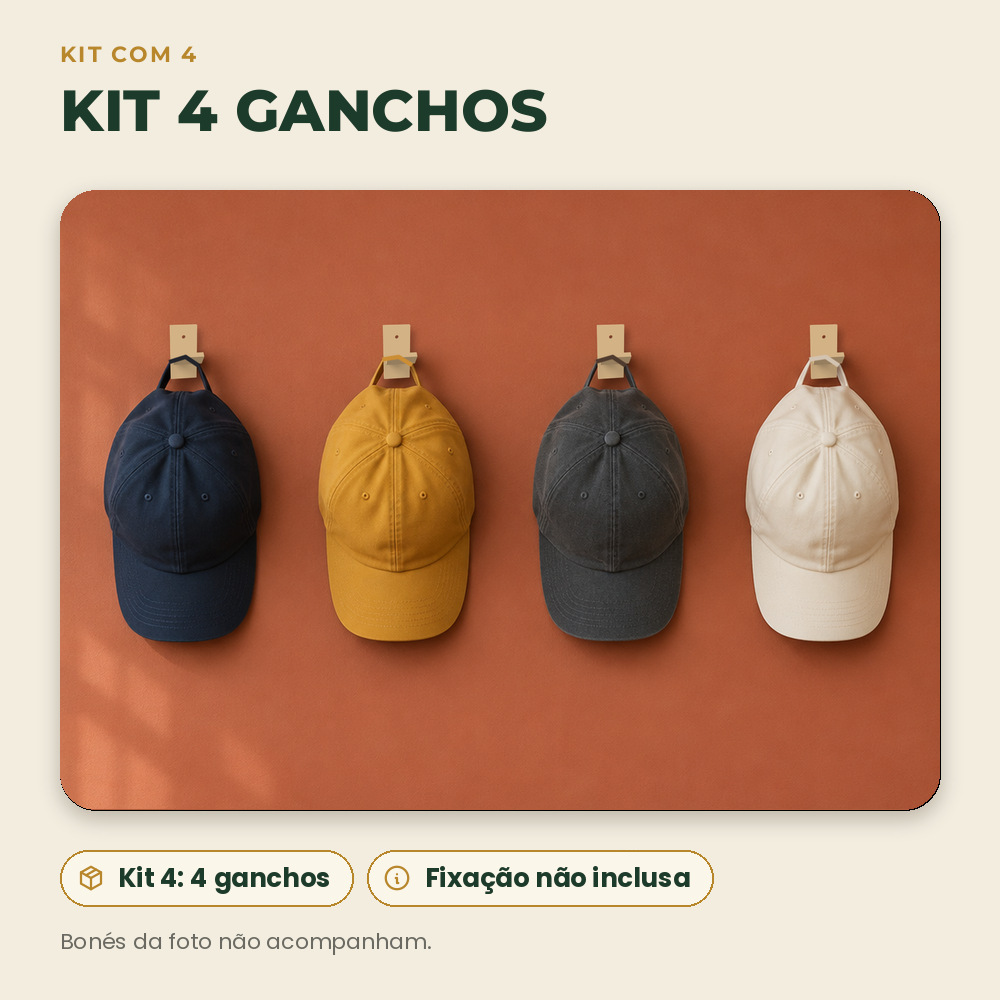 KIT COM 4
KIT 4 GANCHOS
Kit 4: 4 ganchos
Fixação não inclusa
Bonés da foto não acompanham.